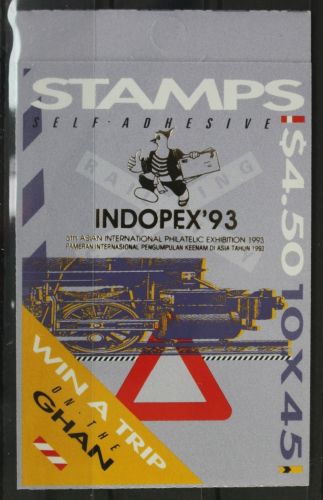 STAMPS
SELF-ADHESIVE
$4.50 10 X 45
INDOPEX'93
6TH ASIAN INTERNATIONAL PHILATELIC EXHIBITION 1993
PAMERAN INTERNASIONAL PENGUMPULAN KEENAM DI ASIA TAHUN 1993
WIN A TRIP
ON · THE
GHAN